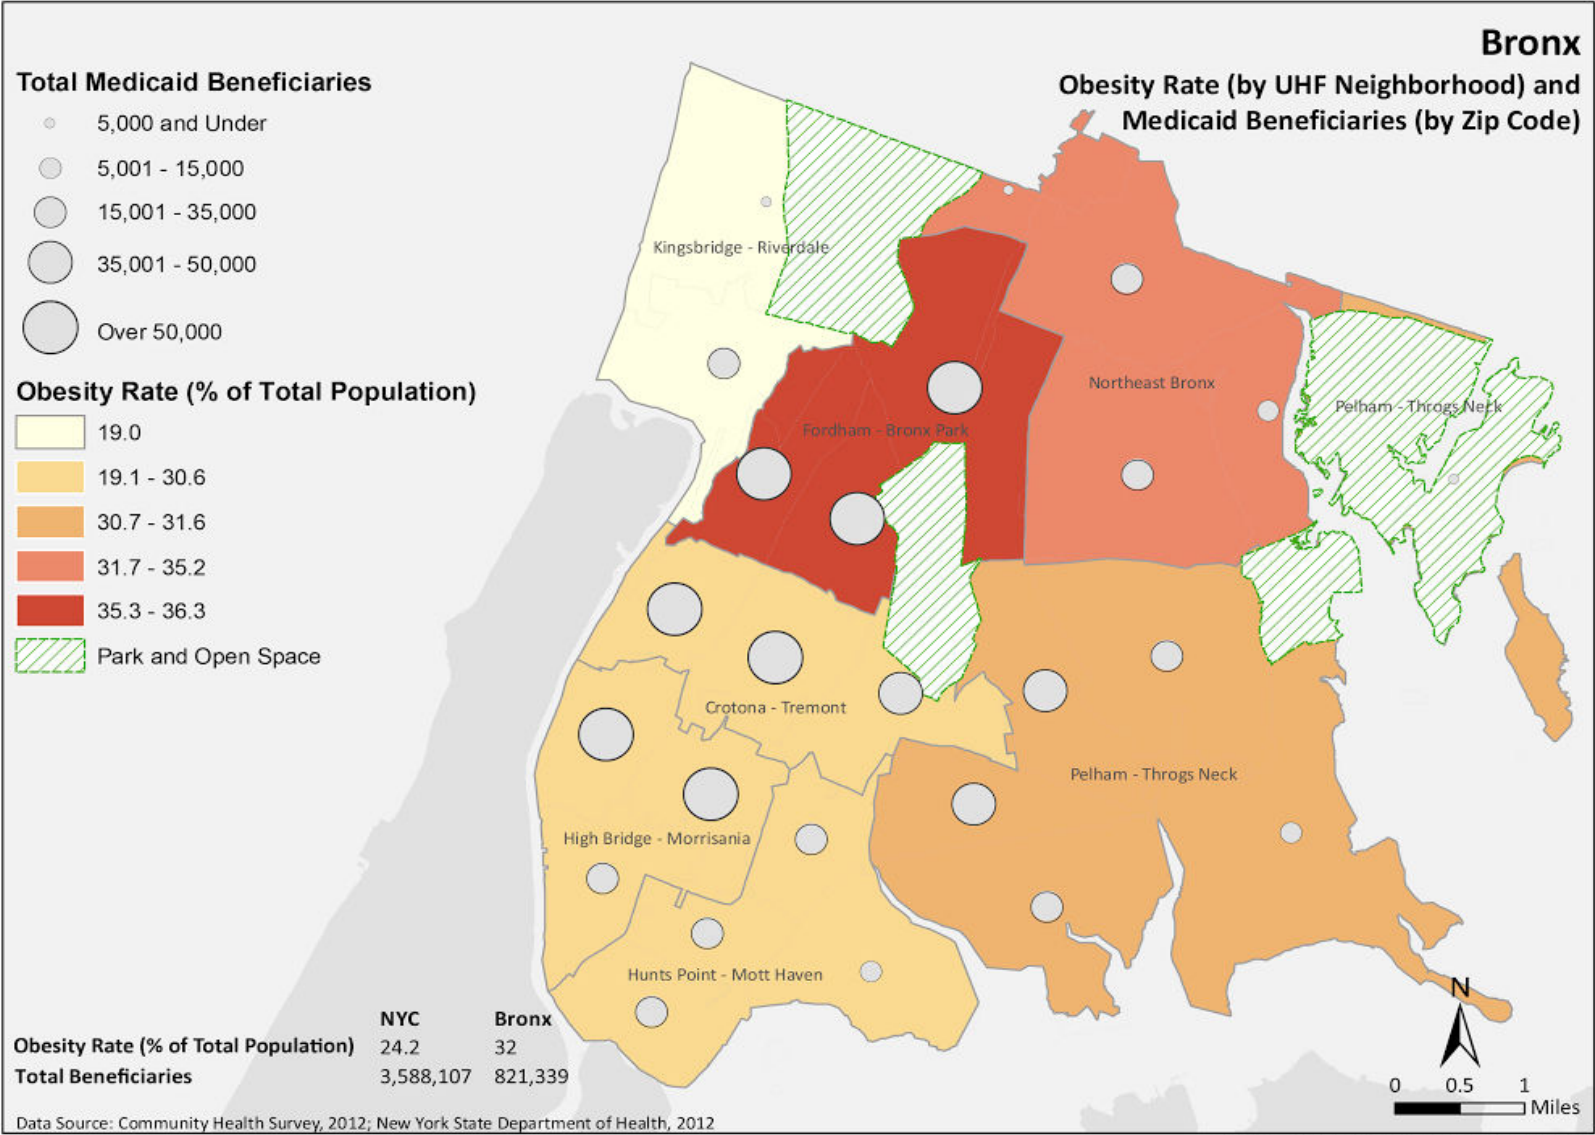 Bronx
Obesity Rate (by UHF Neighborhood) and
Medicaid Beneficiaries (by Zip Code)
Total Medicaid Beneficiaries
5,000 and Under
5,001 - 15,000
15,001 - 35,000
35,001 - 50,000
Over 50,000
Obesity Rate (% of Total Population)
19.0
19.1 - 30.6
30.7 - 31.6
31.7 - 35.2
35.3 - 36.3
Park and Open Space
Kingsbridge - Riverdale
Northeast Bronx
Pelham - Throgs Neck
Fordham - Bronx Park
Crotona - Tremont
Pelham - Throgs Neck
High Bridge - Morrisania
Hunts Point - Mott Haven
NYC Bronx
Obesity Rate (% of Total Population) 24.2 32
Total Beneficiaries 3,588,107 821,339
Data Source: Community Health Survey, 2012; New York State Department of Health, 2012
N
0 0.5 1
Miles